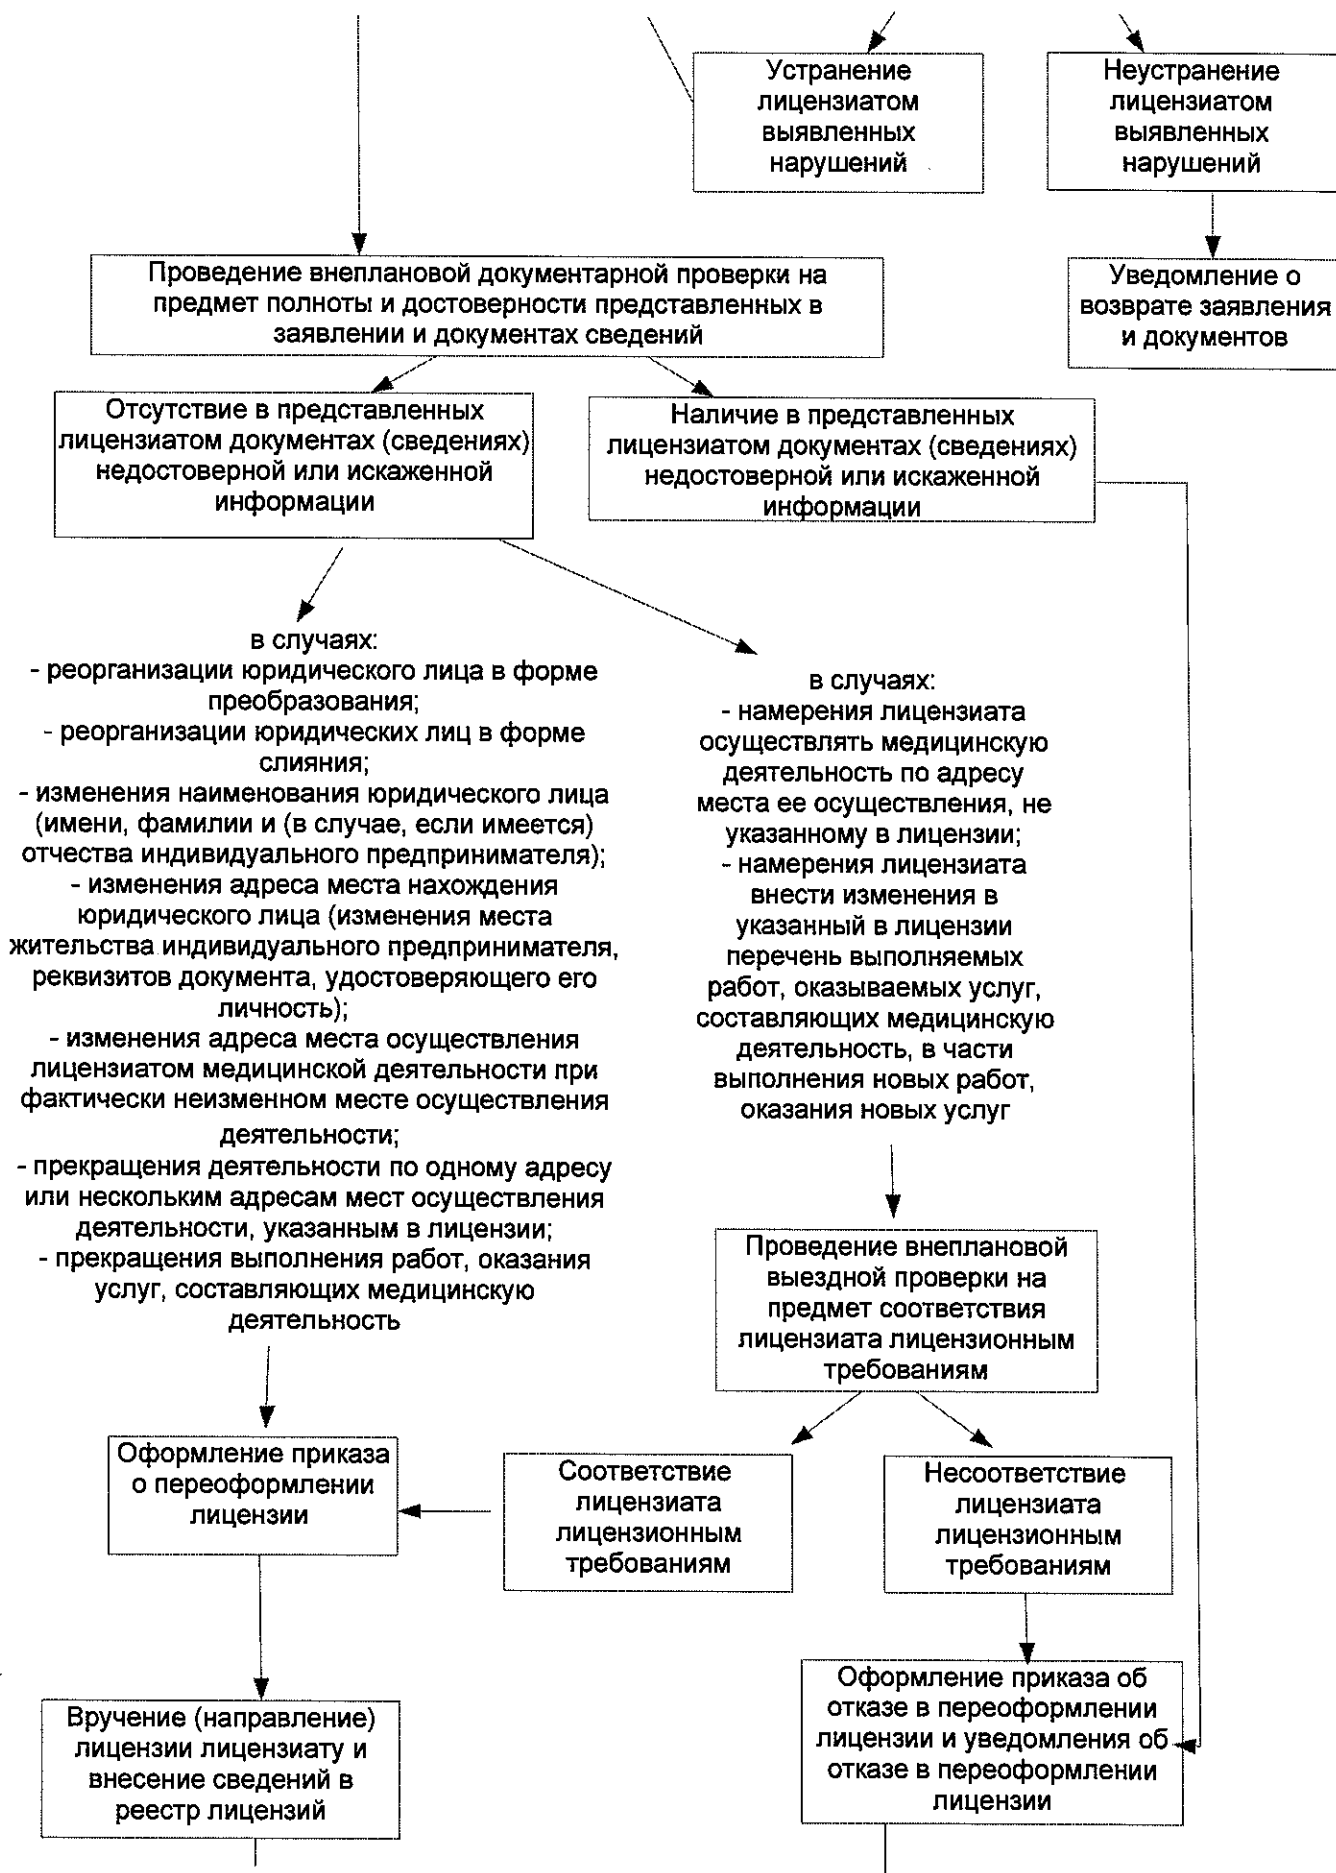 Устранение
лицензиатом
выявленных
нарушений
Неустранение
лицензиатом
выявленных
нарушений
Проведение внеплановой документарной проверки на
предмет полноты и достоверности представленных в
заявлении и документах сведений
Уведомление о
возврате заявления
и документов
Отсутствие в представленных
лицензиатом документах (сведениях)
недостоверной или искаженной
информации
Наличие в представленных
лицензиатом документах (сведениях)
недостоверной или искаженной
информации
в случаях:
- реорганизации юридического лица в форме
преобразования;
- реорганизации юридических лиц в форме
слияния;
- изменения наименования юридического лица
(имени, фамилии и (в случае, если имеется)
отчества индивидуального предпринимателя);
- изменения адреса места нахождения
юридического лица (изменения места
жительства индивидуального предпринимателя,
реквизитов документа, удостоверяющего его
личность);
- изменения адреса места осуществления
лицензиатом медицинской деятельности при
фактически неизменном месте осуществления
деятельности;
- прекращения деятельности по одному адресу
или нескольким адресам мест осуществления
деятельности, указанным в лицензии;
- прекращения выполнения работ, оказания
услуг, составляющих медицинскую
деятельность
в случаях:
- намерения лицензиата
осуществлять медицинскую
деятельность по адресу
места ее осуществления, не
указанному в лицензии;
- намерения лицензиата
внести изменения в
указанный в лицензии
перечень выполняемых
работ, оказываемых услуг,
составляющих медицинскую
деятельность, в части
выполнения новых работ,
оказания новых услуг
Проведение внеплановой
выездной проверки на
предмет соответствия
лицензиата лицензионным
требованиям
Оформление приказа
о переоформлении
лицензии
Соответствие
лицензиата
лицензионным
требованиям
Несоответствие
лицензиата
лицензионным
требованиям
Вручение (направление)
лицензии лицензиату и
внесение сведений в
реестр лицензий
Оформление приказа об
отказе в переоформлении
лицензии и уведомления об
отказе в переоформлении
лицензии